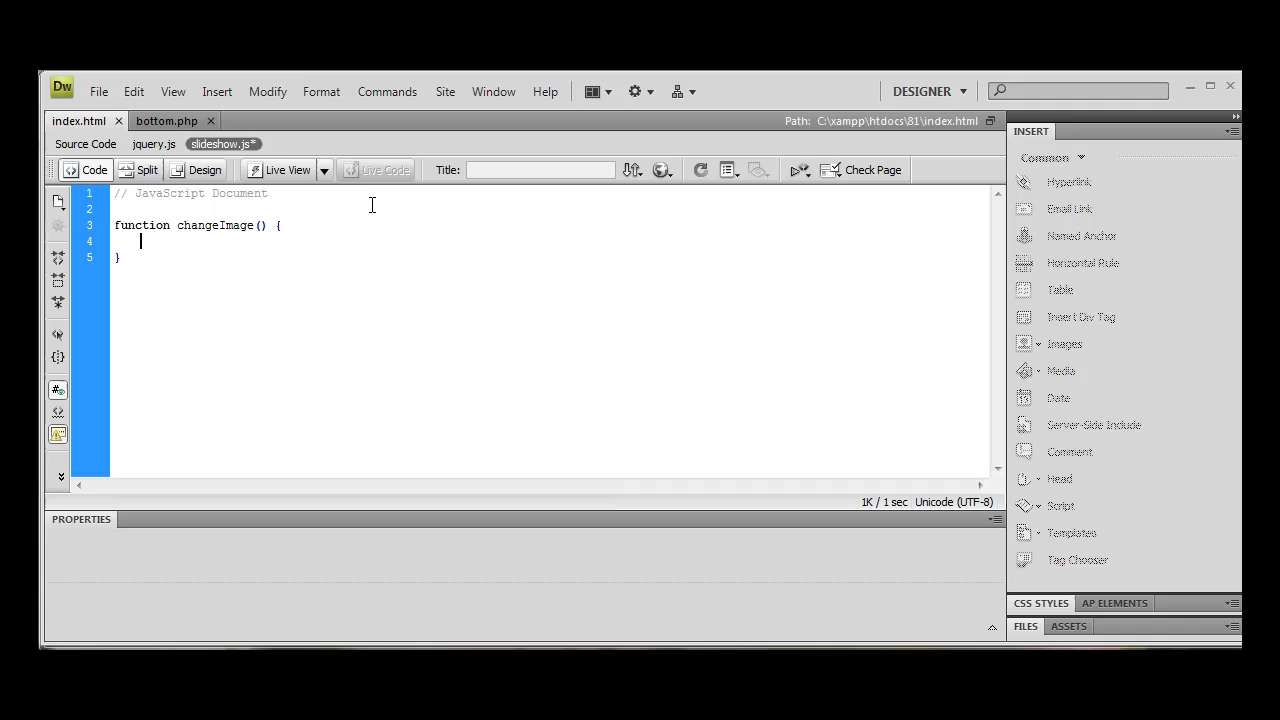 Dw File Edit View Insert Modify Format Commands Site Window Help DESIGNER
index.html bottom.php Path: C:\xampp\htdocs\81\index.html
Source Code jquery.js slideshow.js*
Code Split Design Live View Live Code Title: Check Page
1 // JavaScript Document
2
3 function changeImage() {
4
5 }
1K / 1 sec Unicode (UTF-8)
PROPERTIES
INSERT
Common
Hyperlink
Email Link
Named Anchor
Horizontal Rule
Table
Insert Div Tag
Images
Media
Date
Server-Side Include
Comment
Head
Script
Templates
Tag Chooser
CSS STYLES AP ELEMENTS
FILES ASSETS